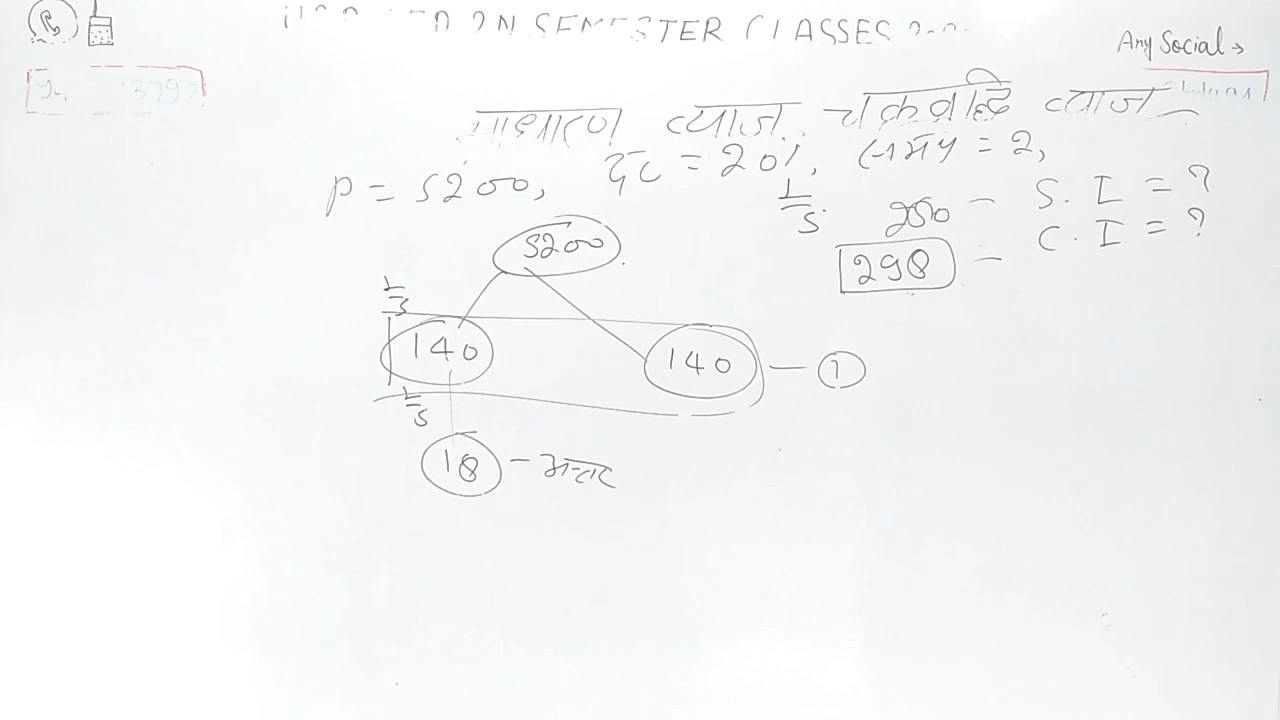 SEMESTER CLASSES
Any Social →
साधारण ब्याज, चक्रवृद्धि ब्याज
P = 5200, दर = 20%, समय = 2,
1/5
250 - S. I = ?
298 - C. I = ?
5200
1/5
140 140 - 1
1/5
18 - अन्तर